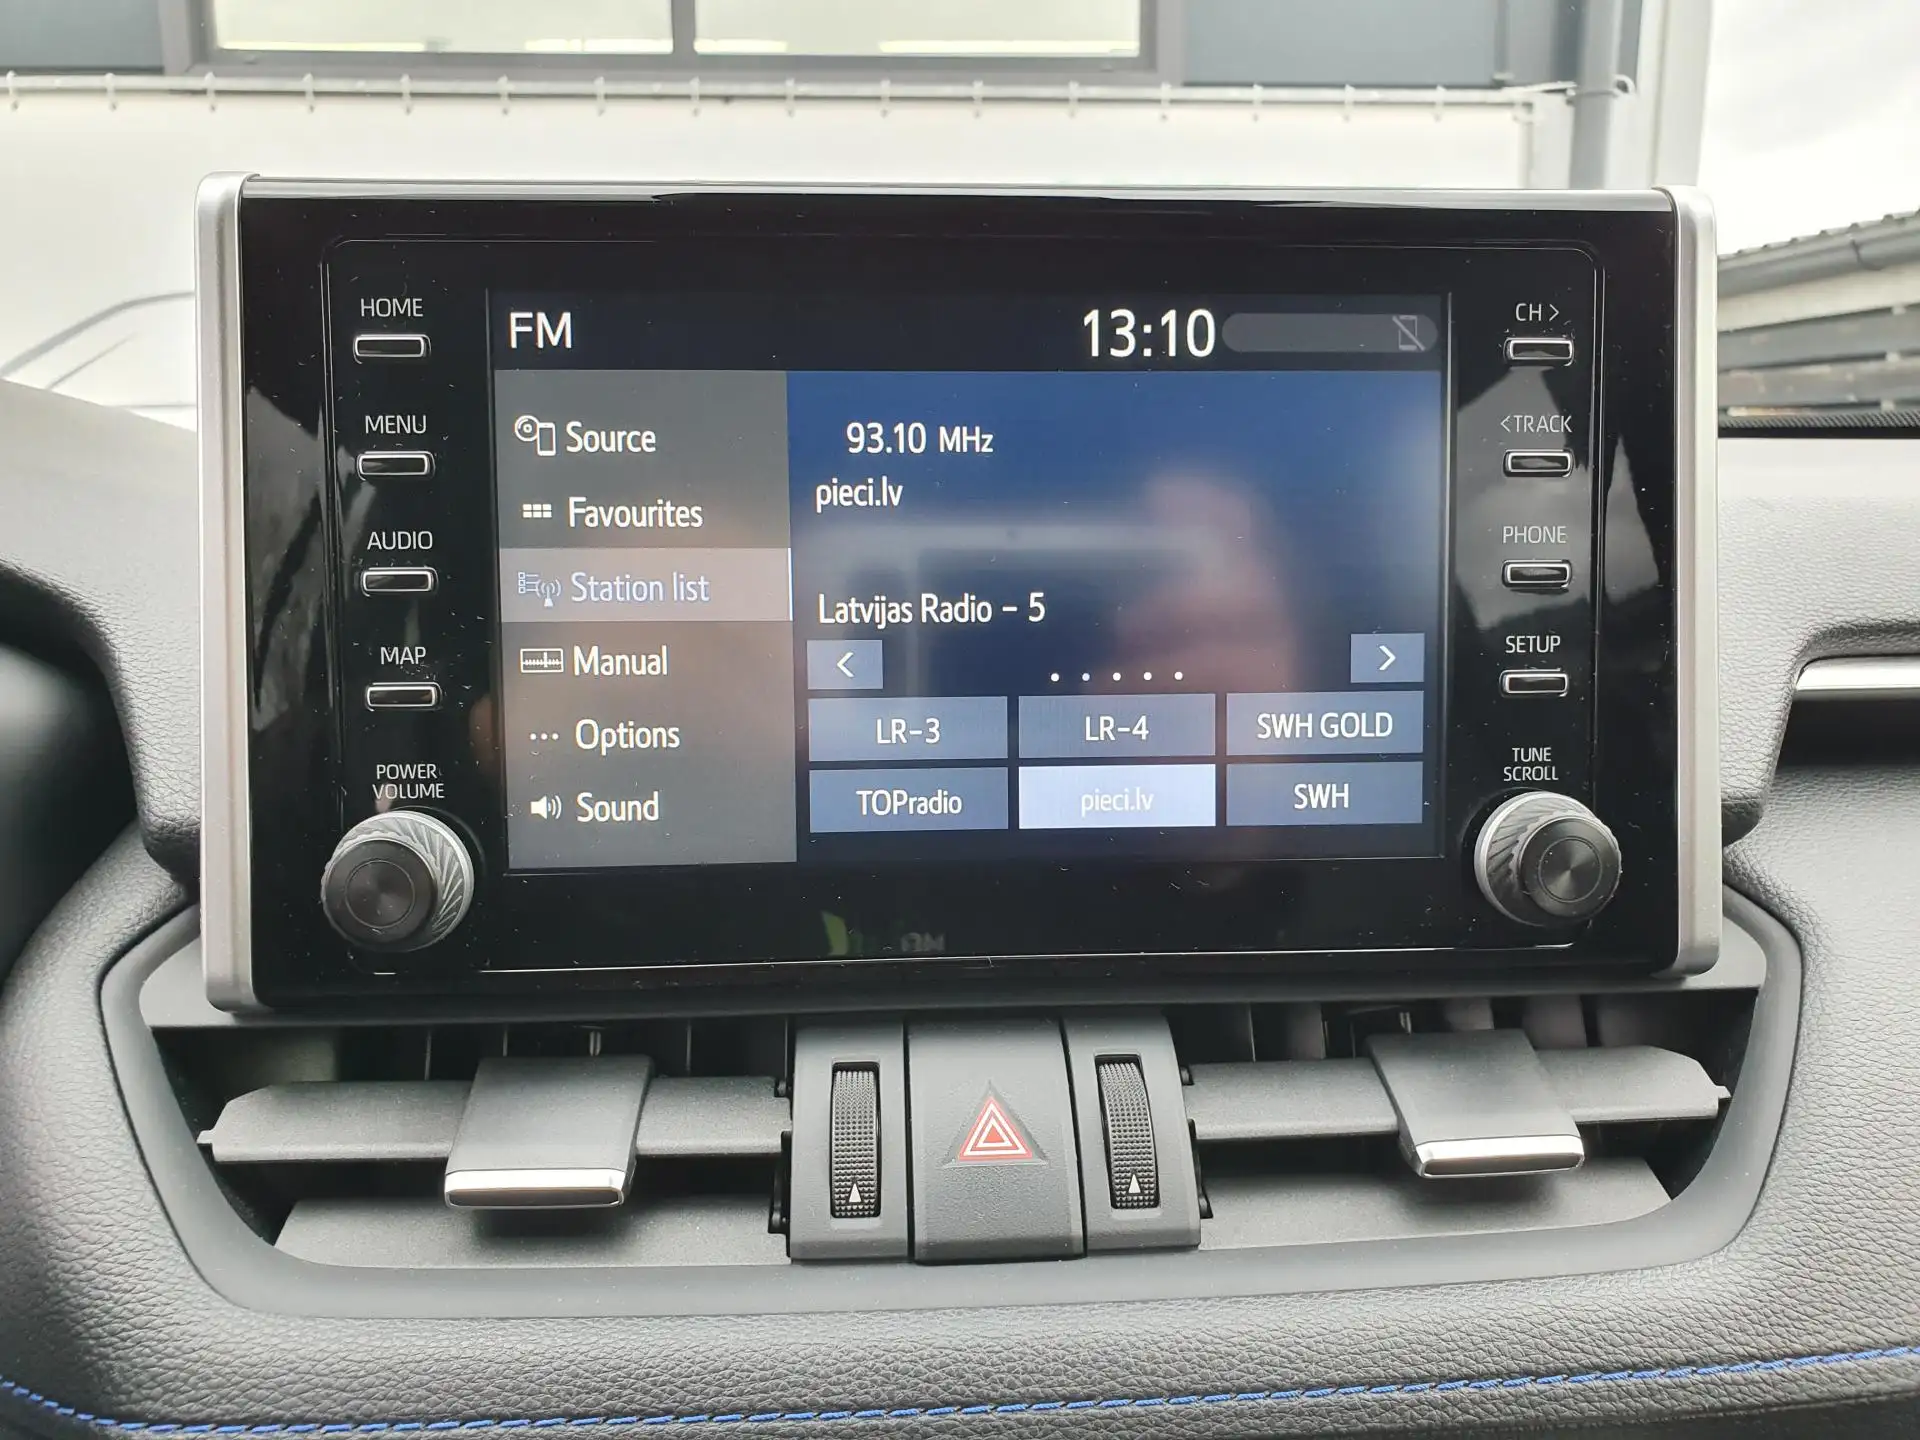 HOME
MENU
AUDIO
MAP
POWER
VOLUME
FM
13:10
Source
Favourites
Station list
Manual
Options
Sound
93.10 MHz
pieci.lv
Latvijas Radio - 5
<
>
LR-3
LR-4
SWH GOLD
TOPradio
pieci.lv
SWH
CH >
< TRACK
PHONE
SETUP
TUNE
SCROLL